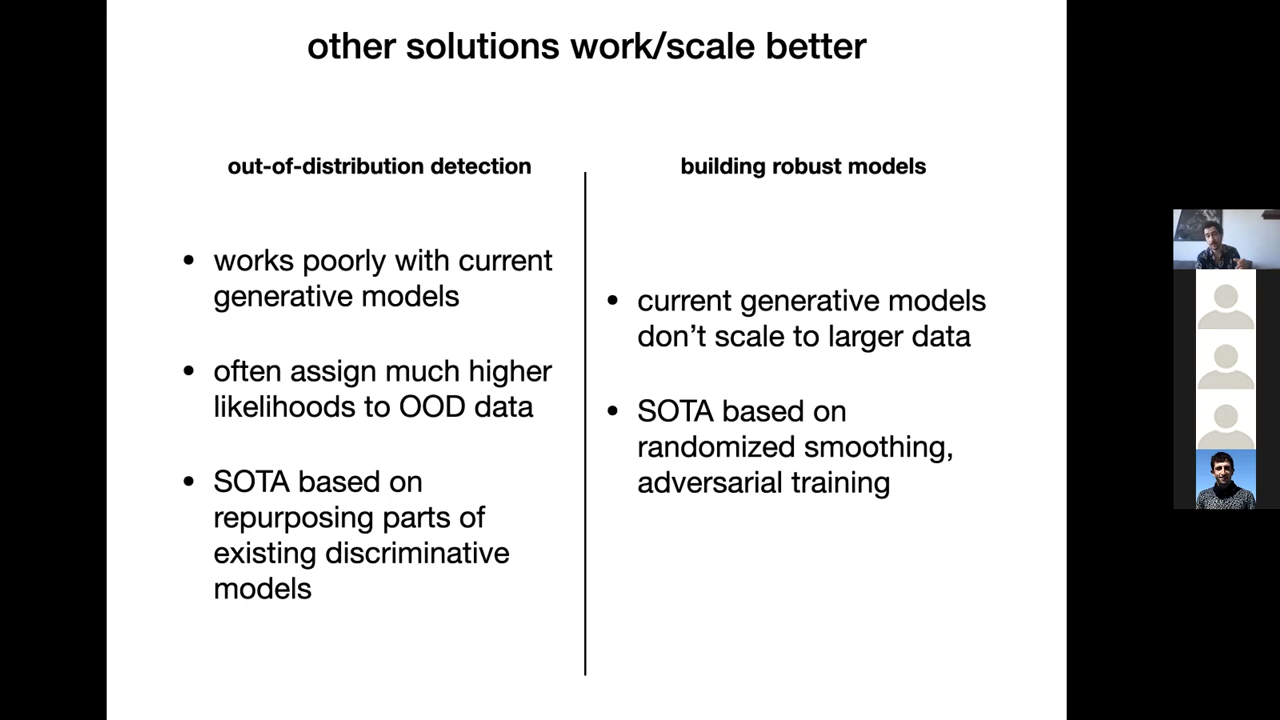 other solutions work/scale better
out-of-distribution detection
• works poorly with current
generative models
• often assign much higher
likelihoods to OOD data
• SOTA based on
repurposing parts of
existing discriminative
models
building robust models
• current generative models
don’t scale to larger data
• SOTA based on
randomized smoothing,
adversarial training